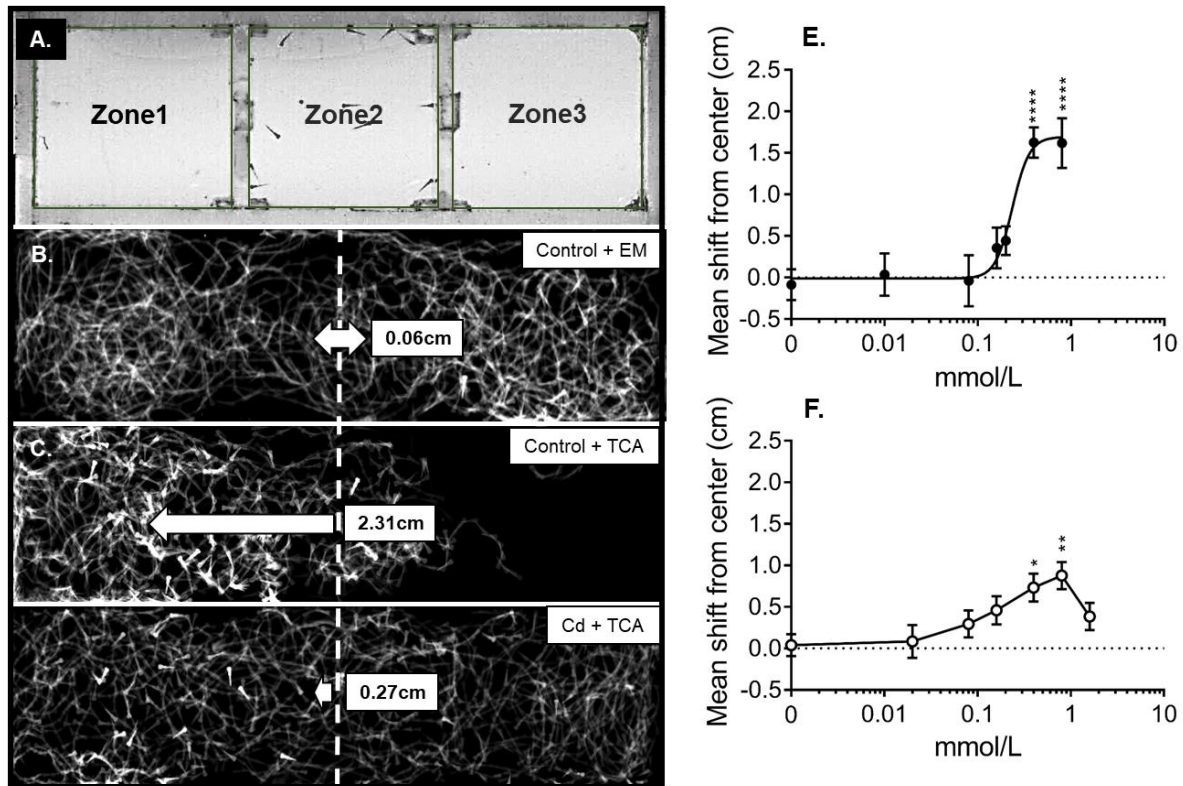 A.
Zone1
Zone2
Zone3
B.
Control + EM
0.06cm
C.
Control + TCA
2.31cm
Cd + TCA
0.27cm
E.
Mean shift from center (cm)
2.5
2.0
1.5
1.0
0.5
0.0
-0.5
****
****
0
0.01
0.1
1
10
mmol/L
F.
Mean shift from center (cm)
2.5
2.0
1.5
1.0
0.5
0.0
-0.5
*
**
0
0.01
0.1
1
10
mmol/L